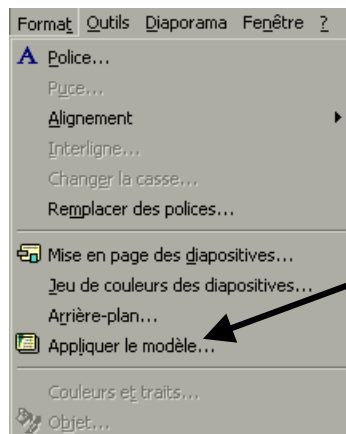 Format Outils Diaporama Fenêtre ?
Police...
Puce...
Alignement
Interligne...
Changer la casse...
Remplacer des polices...
Mise en page des diapositives...
Jeu de couleurs des diapositives...
Arrière-plan...
Appliquer le modèle...
Couleurs et traits...
Objet...